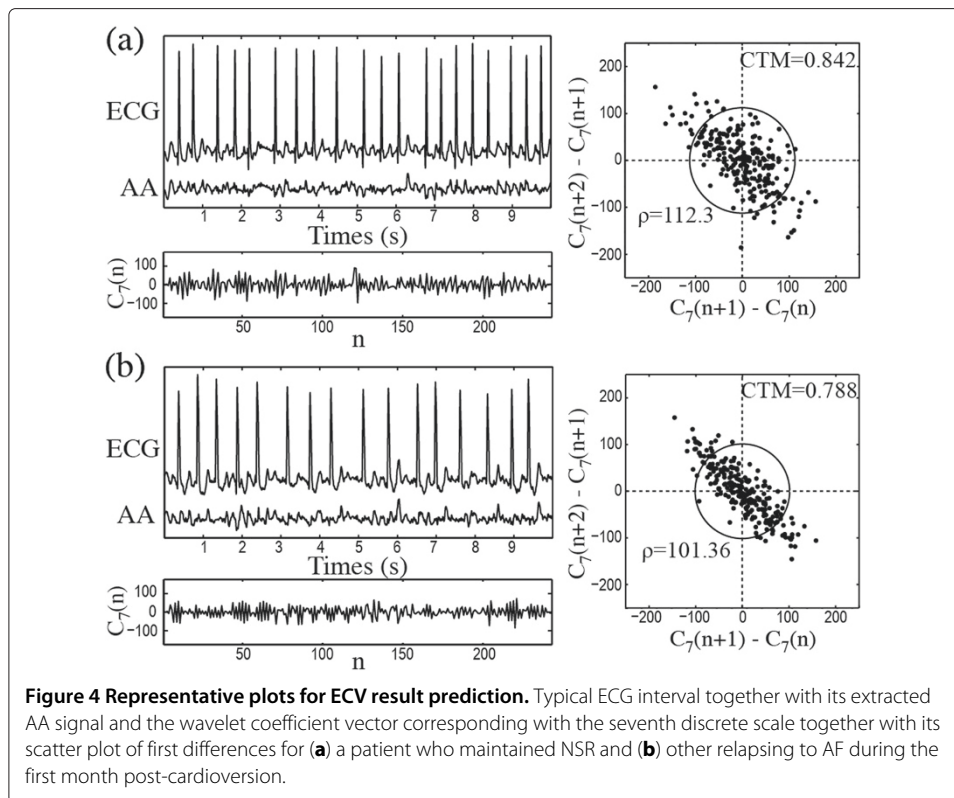 (a)
ECG
AA
1 2 3 4 5 6 7 8 9
Times (s)
C7(n)
100
0
−100
50 100 150 200
n
CTM=0.842
C7(n+2) - C7(n+1)
200
100
0
−100
−200
ρ=112.3
−200 −100 0 100 200
C7(n+1) - C7(n)
(b)
ECG
AA
1 2 3 4 5 6 7 8 9
Times (s)
C7(n)
100
0
−100
50 100 150 200
n
CTM=0.788
C7(n+2) - C7(n+1)
200
100
0
−100
−200
ρ=101.36
−200 −100 0 100 200
C7(n+1) - C7(n)
Figure 4 Representative plots for ECV result prediction. Typical ECG interval together with its extracted
AA signal and the wavelet coefficient vector corresponding with the seventh discrete scale together with its
scatter plot of first differences for (a) a patient who maintained NSR and (b) other relapsing to AF during the
first month post-cardioversion.